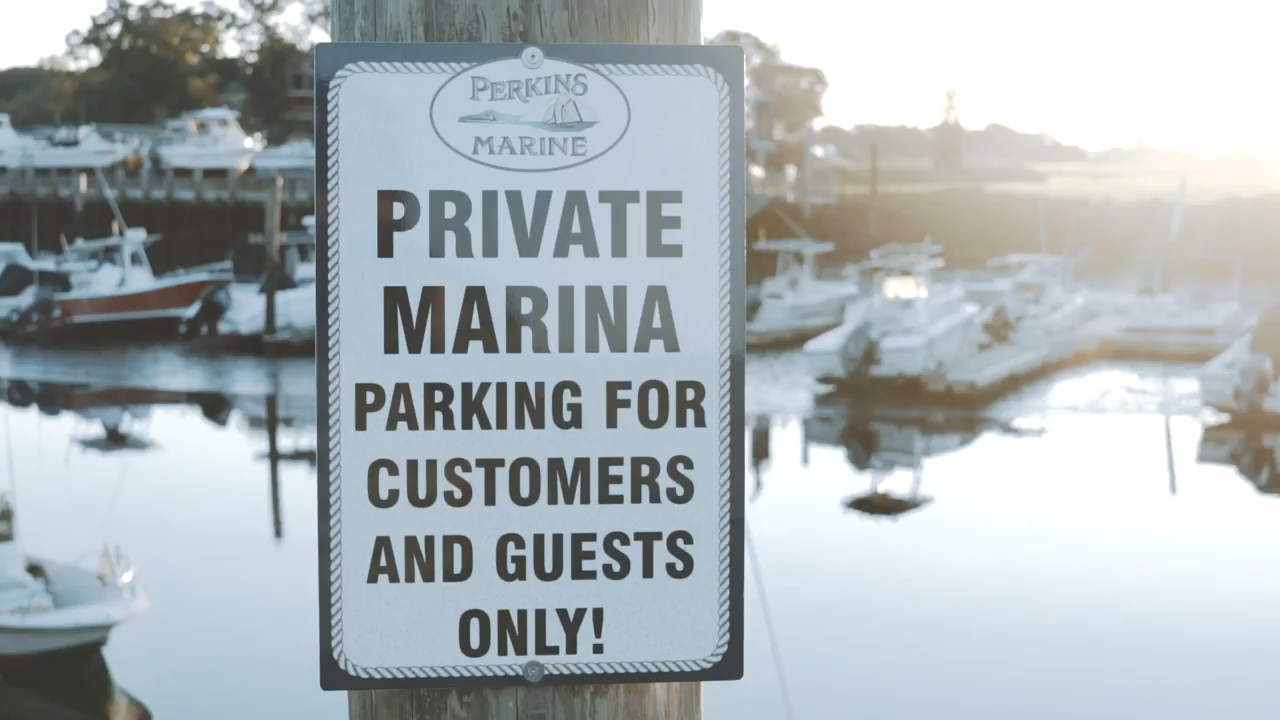 PERKINS
MARINE
PRIVATE
MARINA
PARKING FOR
CUSTOMERS
AND GUESTS
ONLY!